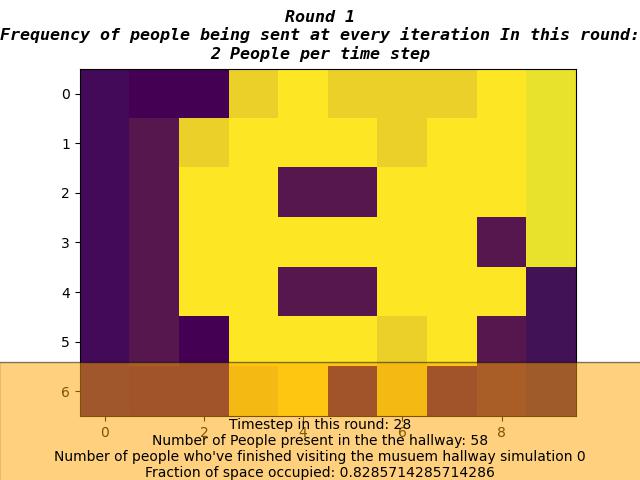 Round 1
Frequency of people being sent at every iteration In this round:
2 People per time step
0
1
2
3
4
5
6
0 2 4 6 8
Timestep in this round: 28
Number of People present in the the hallway: 58
Number of people who've finished visiting the musuem hallway simulation 0
Fraction of space occupied: 0.8285714285714286